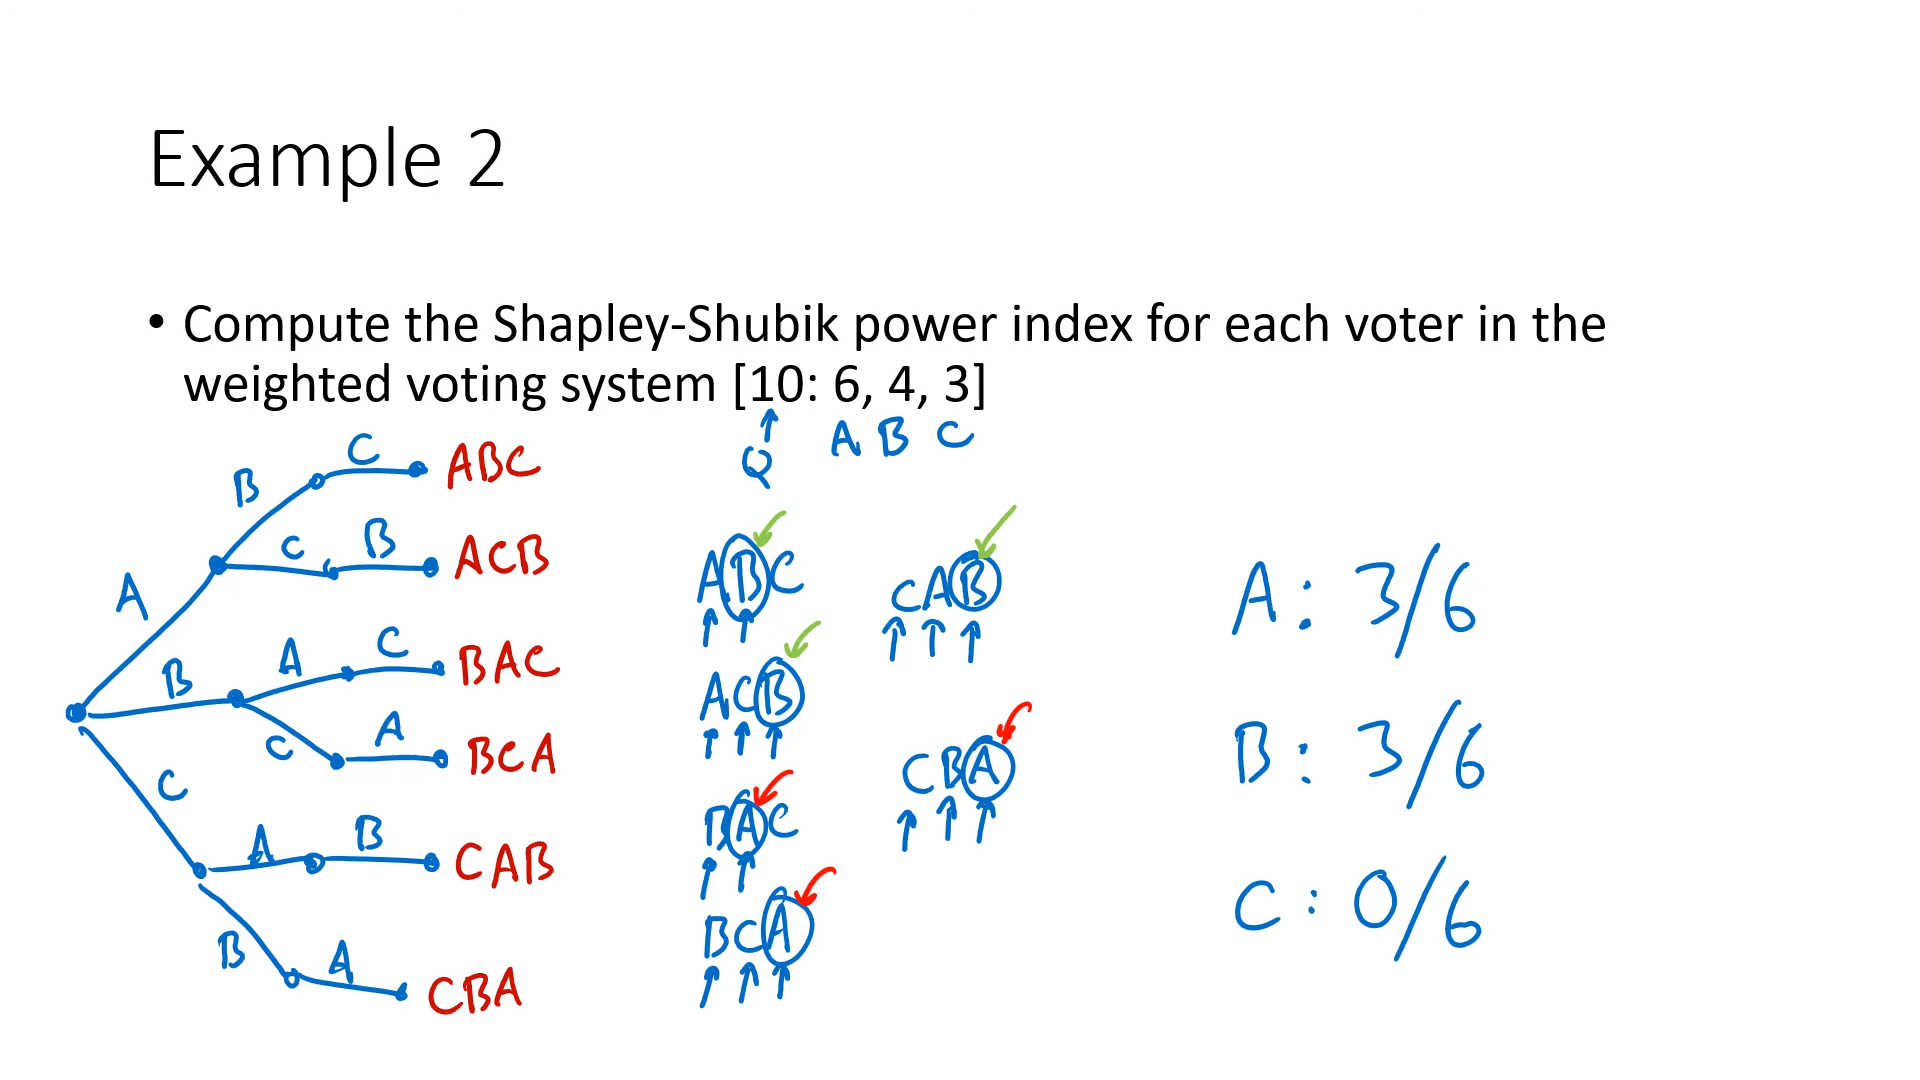 Example 2
• Compute the Shapley-Shubik power index for each voter in the
weighted voting system [10: 6, 4, 3]
Q A B C
A
B
C
B
C
ABC
C
B
ACB
A
C
BAC
C
A
BCA
A
B
CAB
B
A
CBA
ABC
ACB
BAC
BCA
CAB
CBA
A: 3/6
B: 3/6
C: 0/6